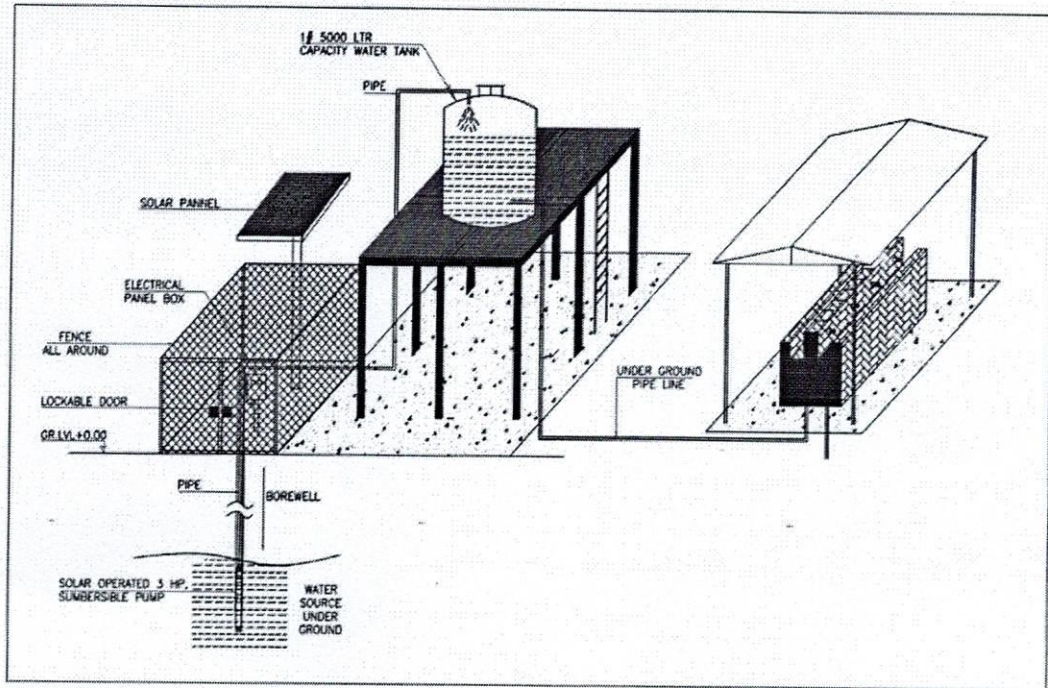 1# 5000 LTR
CAPACITY WATER TANK
PIPE
SOLAR PANNEL
ELECTRICAL
PANEL BOX
FENCE
ALL AROUND
LOCKABLE DOOR
GR.LVL+0.00
UNDER GROUND
PIPE LINE
PIPE
BOREWELL
SOLAR OPERATED 3 HP,
SUMBERSIBLE PUMP
WATER
SOURCE
UNDER
GROUND